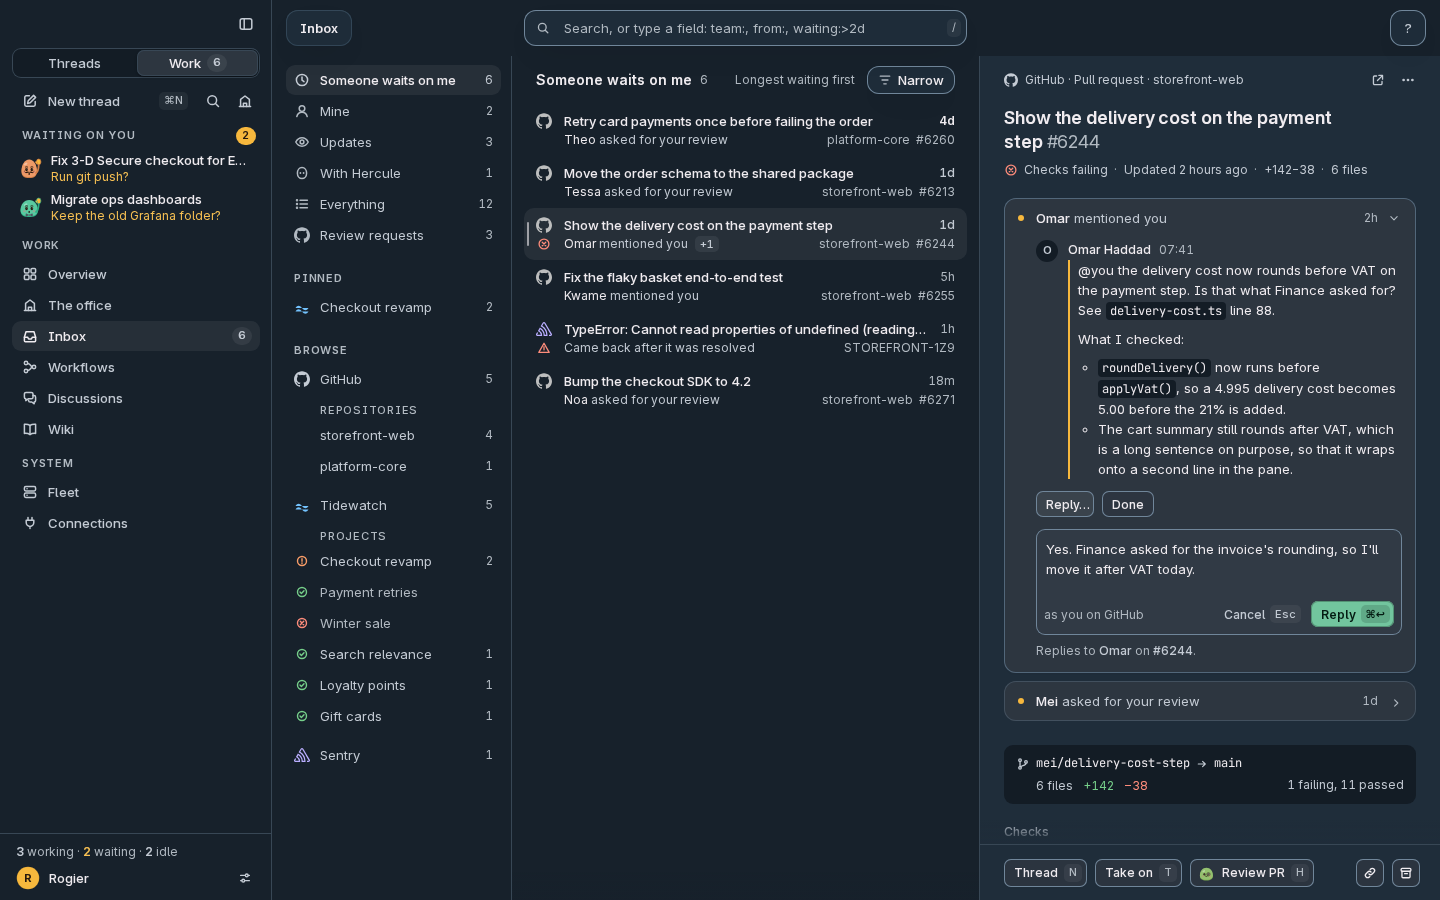 Threads
Work 6
New thread ⌘N
WAITING ON YOU 2
Fix 3-D Secure checkout for E…
Run git push?
Migrate ops dashboards
Keep the old Grafana folder?
WORK
Overview
The office
Inbox 6
Workflows
Discussions
Wiki
SYSTEM
Fleet
Connections
3 working · 2 waiting · 2 idle
R Rogier
Inbox
Someone waits on me 6
Mine 2
Updates 3
With Hercule 1
Everything 12
Review requests 3
PINNED
Checkout revamp 2
BROWSE
GitHub 5
REPOSITORIES
storefront-web 4
platform-core 1
Tidewatch 5
PROJECTS
Checkout revamp 2
Payment retries
Winter sale
Search relevance 1
Loyalty points 1
Gift cards 1
Sentry 1
Search, or type a field: team:, from:, waiting:>2d /
?
Someone waits on me 6 Longest waiting first Narrow
Retry card payments once before failing the order 4d
Theo asked for your review platform-core #6260
Move the order schema to the shared package 1d
Tessa asked for your review storefront-web #6213
Show the delivery cost on the payment step 1d
Omar mentioned you +1 storefront-web #6244
Fix the flaky basket end-to-end test 5h
Kwame mentioned you storefront-web #6255
TypeError: Cannot read properties of undefined (reading… 1h
Came back after it was resolved STOREFRONT-1Z9
Bump the checkout SDK to 4.2 18m
Noa asked for your review storefront-web #6271
GitHub · Pull request · storefront-web
Show the delivery cost on the payment
step #6244
Checks failing · Updated 2 hours ago · +142−38 · 6 files
Omar mentioned you 2h
O Omar Haddad 07:41
@you the delivery cost now rounds before VAT on
the payment step. Is that what Finance asked for?
See delivery-cost.ts line 88.
What I checked:
roundDelivery() now runs before
applyVat(), so a 4.995 delivery cost becomes
5.00 before the 21% is added.
The cart summary still rounds after VAT, which
is a long sentence on purpose, so that it wraps
onto a second line in the pane.
Reply… Done
Yes. Finance asked for the invoice's rounding, so I'll
move it after VAT today.
as you on GitHub Cancel Esc Reply ⌘↩
Replies to Omar on #6244.
Mei asked for your review 1d
mei/delivery-cost-step → main
6 files +142 −38 1 failing, 11 passed
Checks
Thread N Take on T Review PR H